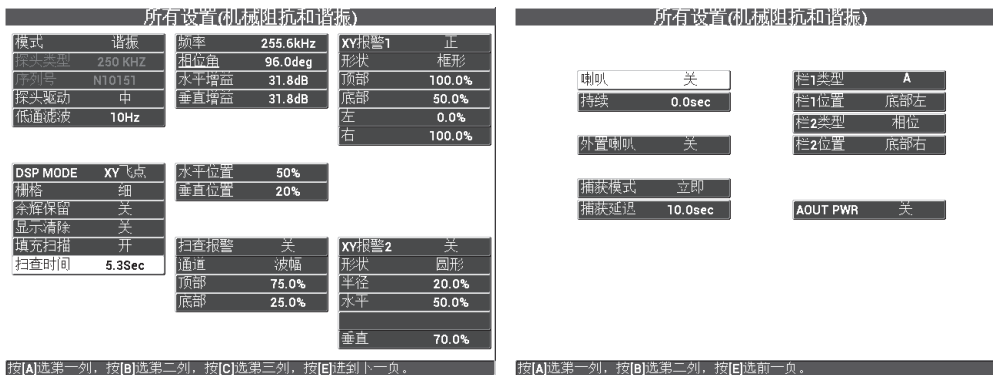 所有设置(机械阻抗和谐振)
模式 谐振
探头类型 250 KHZ
序列号 N10151
探头驱动 中
低通滤波 10Hz
频率 255.6kHz
相位角 96.0deg
水平增益 31.8dB
垂直增益 31.8dB
XY报警1 正
形状 框形
顶部 100.0%
底部 50.0%
左 0.0%
右 100.0%
DSP MODE XY飞点
栅格 细
余辉保留 关
显示清除 关
填充扫描 开
扫查时间 5.3Sec
水平位置 50%
垂直位置 20%
扫查报警 关
通道 波幅
顶部 75.0%
底部 25.0%
XY报警2 关
形状 圆形
半径 20.0%
水平 50.0%
垂直 70.0%
按[A]选第一列，按[B]选第二列，按[C]选第三列，按[E]进到下一页。
所有设置(机械阻抗和谐振)
喇叭 关
持续 0.0sec
外置喇叭 关
捕获模式 立即
捕获延迟 10.0sec
栏1类型 A
栏1位置 底部左
栏2类型 相位
栏2位置 底部右
AOUT PWR 关
按[A]选第一列，按[B]选第二列，按[E]选前一页。